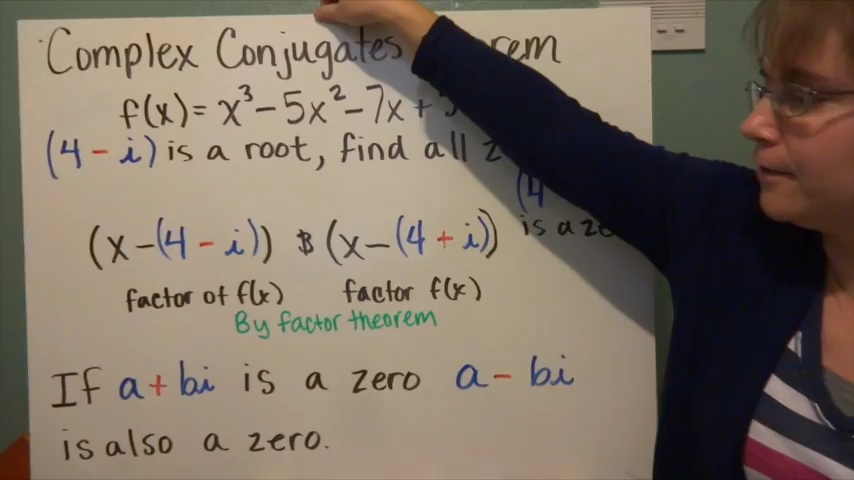 Complex Conjugates
f(x) = x³ - 5x² - 7x +
(4 - i) is a root, find all
(4
is a
(x - (4 - i)) & (x - (4 + i))
factor of f(x) factor f(x)
By factor theorem
If a + bi is a zero a - bi
is also a zero.